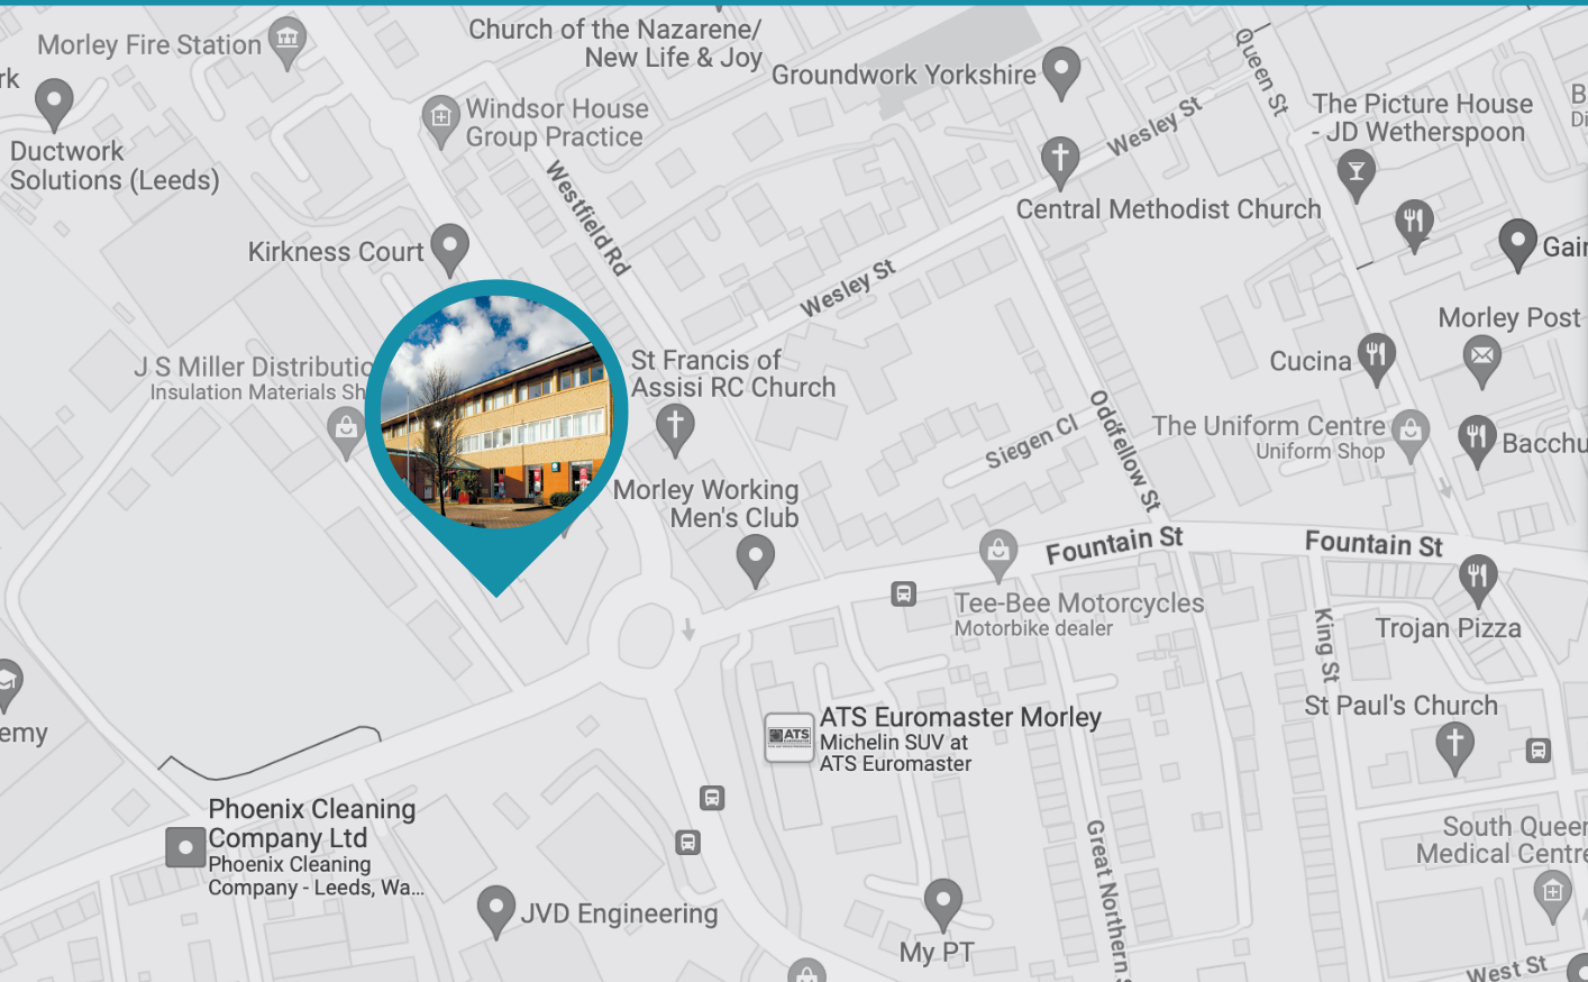 Morley Fire Station
Church of the Nazarene/
New Life & Joy
Groundwork Yorkshire
Queen St
rk
Ductwork
Solutions (Leeds)
Windsor House
Group Practice
Westfield Rd
Wesley St
The Picture House
- JD Wetherspoon
B
Di
Central Methodist Church
Kirkness Court
Wesley St
Gair
Morley Post
J S Miller Distributio
Insulation Materials Sh
St Francis of
Assisi RC Church
Cucina
Oddfellow St
Siegen Cl
The Uniform Centre
Uniform Shop
Bacchu
Morley Working
Men's Club
Fountain St
Fountain St
Tee-Bee Motorcycles
Motorbike dealer
King St
Trojan Pizza
emy
ATS
ATS Euromaster Morley
Michelin SUV at
ATS Euromaster
St Paul's Church
Phoenix Cleaning
Company Ltd
Phoenix Cleaning
Company - Leeds, Wa...
South Queen
Medical Centre
Great Northern S
JVD Engineering
My PT
West St